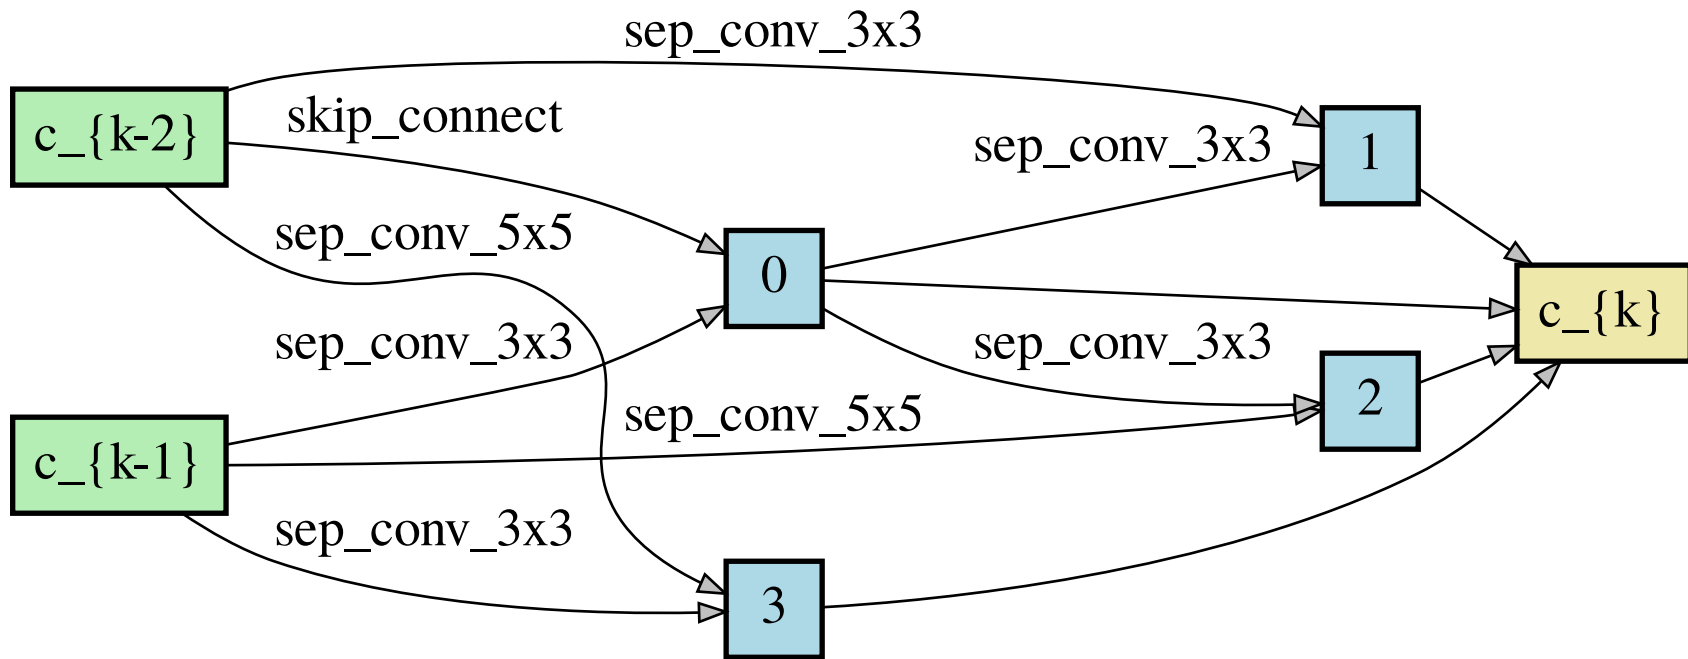 sep_conv_3x3
c_{k-2}
skip_connect
sep_conv_3x3
1
sep_conv_5x5
0
c_{k}
sep_conv_3x3
sep_conv_3x3
2
sep_conv_5x5
c_{k-1}
sep_conv_3x3
3